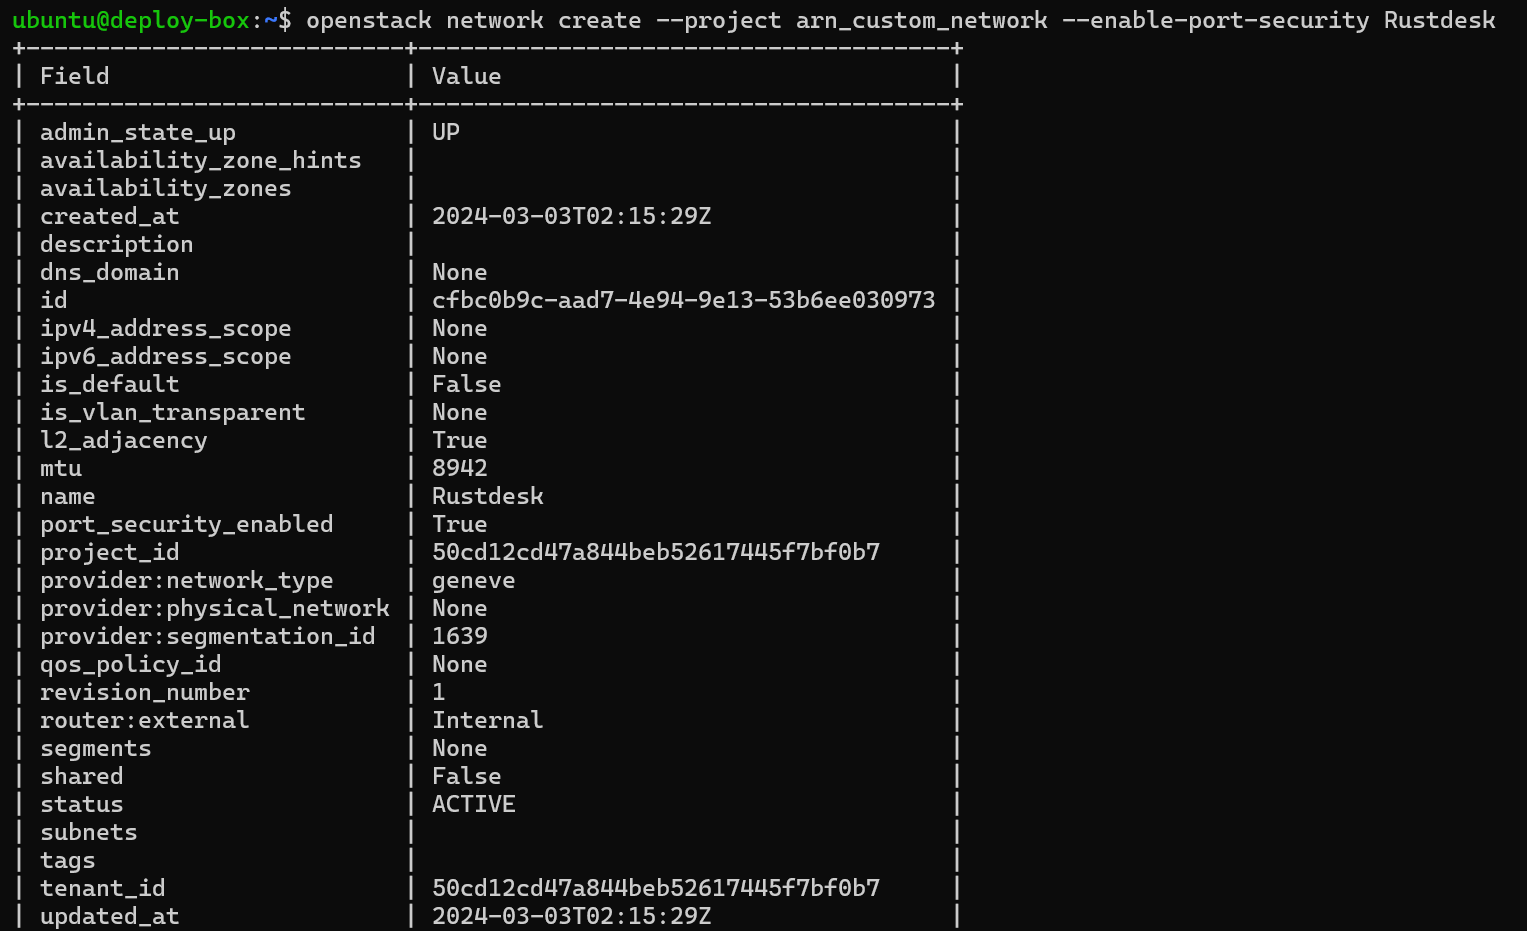 ubuntu@deploy-box:~$ openstack network create --project arn_custom_network --enable-port-security Rustdesk
+---------------------------+--------------------------------------+
| Field                     | Value                                |
+---------------------------+--------------------------------------+
| admin_state_up            | UP                                   |
| availability_zone_hints   |                                      |
| availability_zones        |                                      |
| created_at                | 2024-03-03T02:15:29Z                 |
| description               |                                      |
| dns_domain                | None                                 |
| id                        | cfbc0b9c-aad7-4e94-9e13-53b6ee030973 |
| ipv4_address_scope        | None                                 |
| ipv6_address_scope        | None                                 |
| is_default                | False                                |
| is_vlan_transparent       | None                                 |
| l2_adjacency              | True                                 |
| mtu                       | 8942                                 |
| name                      | Rustdesk                             |
| port_security_enabled     | True                                 |
| project_id                | 50cd12cd47a844beb52617445f7bf0b7     |
| provider:network_type     | geneve                               |
| provider:physical_network | None                                 |
| provider:segmentation_id  | 1639                                 |
| qos_policy_id             | None                                 |
| revision_number           | 1                                    |
| router:external           | Internal                             |
| segments                  | None                                 |
| shared                    | False                                |
| status                    | ACTIVE                               |
| subnets                   |                                      |
| tags                      |                                      |
| tenant_id                 | 50cd12cd47a844beb52617445f7bf0b7     |
| updated_at                | 2024-03-03T02:15:29Z                 |